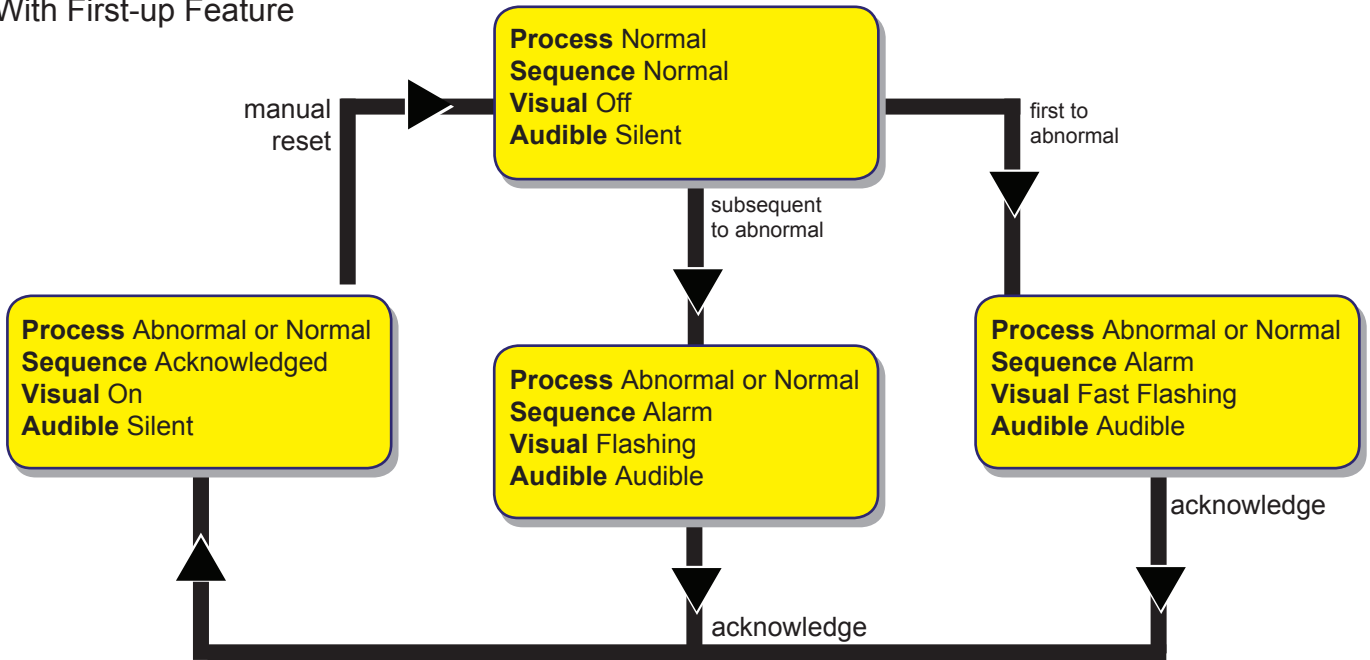 With First-up Feature
Process Normal
Sequence Normal
Visual Off
Audible Silent
manual
reset
first to
abnormal
subsequent
to abnormal
Process Abnormal or Normal
Sequence Acknowledged
Visual On
Audible Silent
Process Abnormal or Normal
Sequence Alarm
Visual Flashing
Audible Audible
Process Abnormal or Normal
Sequence Alarm
Visual Fast Flashing
Audible Audible
acknowledge
acknowledge